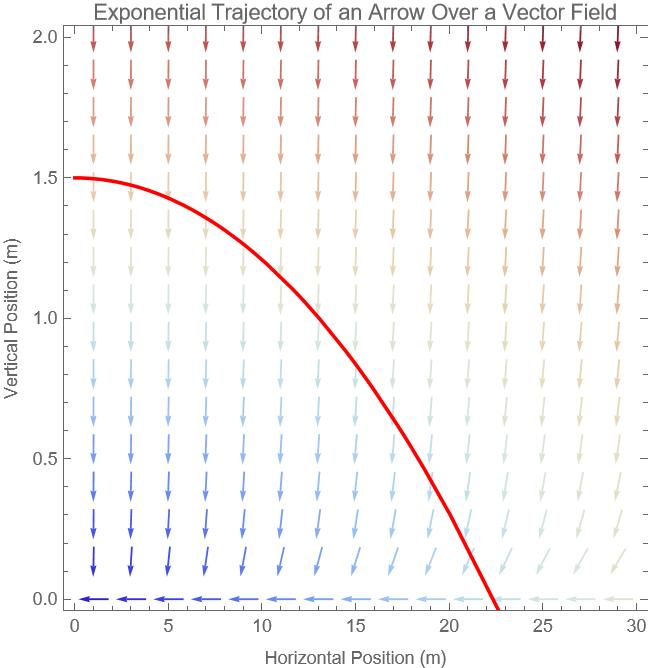 Exponential Trajectory of an Arrow Over a Vector Field
2.0
1.5
1.0
0.5
0.0
Vertical Position (m)
0 5 10 15 20 25 30
Horizontal Position (m)